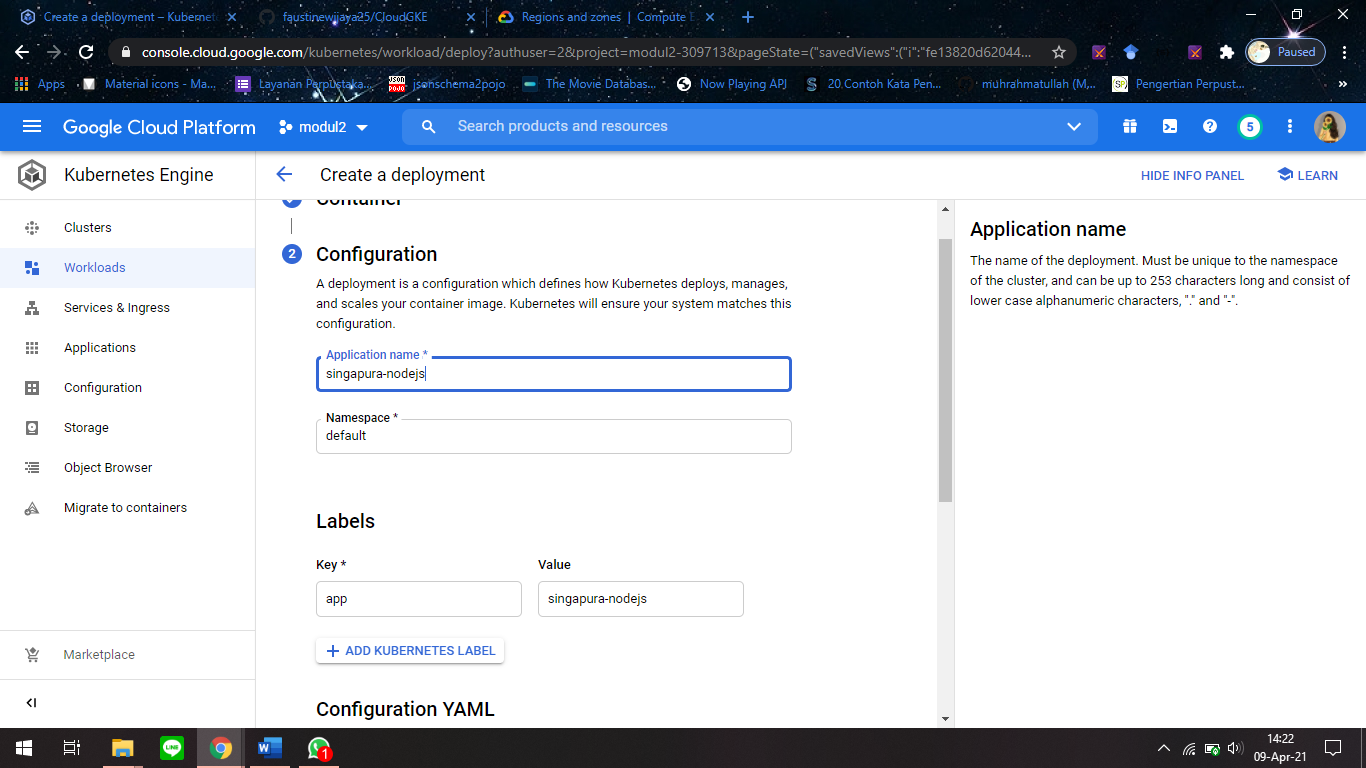 Create a deployment – Kubernet
faustinewijaya25/CloudGKE
Regions and zones | Compute E
console.cloud.google.com/kubernetes/workload/deploy?authuser=2&project=modul2-309713&pageState=("savedViews":("i":"fe13820d62044...
Paused
Apps
Material icons - Ma...
Layanan Perpustaka...
JSON POJO
jsonschema2pojo
The Movie Databas...
Now Playing API
20 Contoh Kata Pen...
muhrahmatullah (M,...
Pengertian Perpust...
»
Google Cloud Platform
modul2
Search products and resources
5
Kubernetes Engine
Create a deployment
HIDE INFO PANEL
LEARN
Clusters
Workloads
Services & Ingress
Applications
Configuration
Storage
Object Browser
Migrate to containers
Marketplace
Container
2
Configuration
A deployment is a configuration which defines how Kubernetes deploys, manages,
and scales your container image. Kubernetes will ensure your system matches this
configuration.
Application name *
singapura-nodejs
Namespace *
default
Labels
Key *
Value
app
singapura-nodejs
ADD KUBERNETES LABEL
Configuration YAML
Application name
The name of the deployment. Must be unique to the namespace
of the cluster, and can be up to 253 characters long and consist of
lower case alphanumeric characters, "." and "-".
LINE
W
1
14:22
09-Apr-21